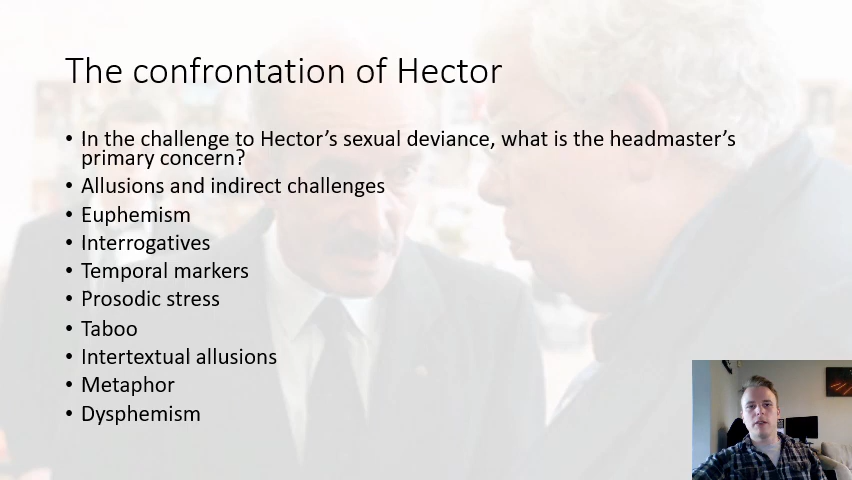 The confrontation of Hector
• In the challenge to Hector's sexual deviance, what is the headmaster's
primary concern?
• Allusions and indirect challenges
• Euphemism
• Interrogatives
• Temporal markers
• Prosodic stress
• Taboo
• Intertextual allusions
• Metaphor
• Dysphemism